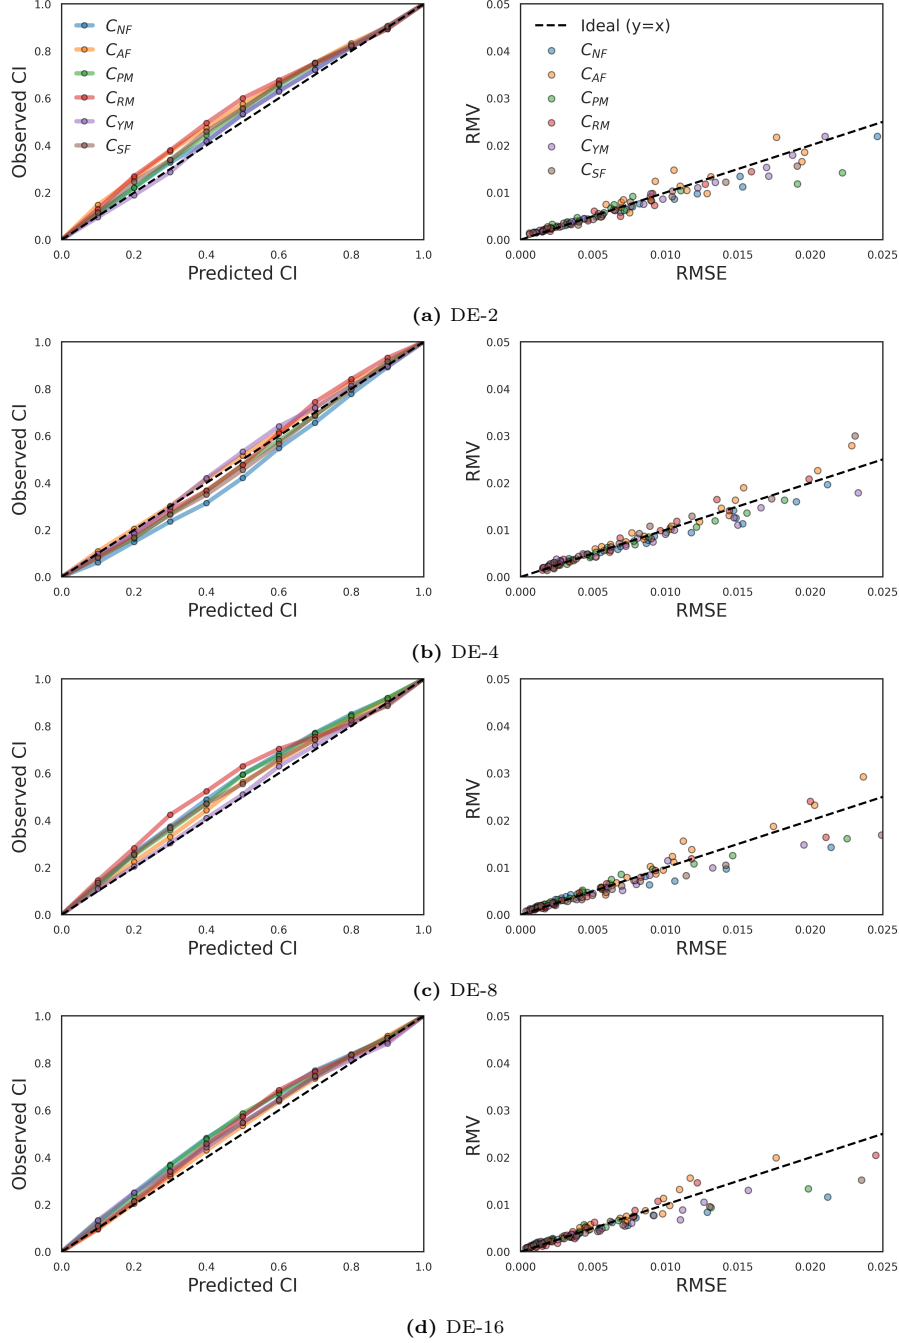 1.0
0.8
0.6
0.4
0.2
0.0
Observed CI
C_NF
C_AF
C_PM
C_RM
C_YM
C_SF
0.0 0.2 0.4 0.6 0.8 1.0
Predicted CI
0.05
0.04
0.03
0.02
0.01
0.00
RMV
Ideal (y=x)
C_NF
C_AF
C_PM
C_RM
C_YM
C_SF
0.000 0.005 0.010 0.015 0.020 0.025
RMSE
(a) DE-2
1.0
0.8
0.6
0.4
0.2
0.0
Observed CI
0.0 0.2 0.4 0.6 0.8 1.0
Predicted CI
0.05
0.04
0.03
0.02
0.01
0.00
RMV
0.000 0.005 0.010 0.015 0.020 0.025
RMSE
(b) DE-4
1.0
0.8
0.6
0.4
0.2
0.0
Observed CI
0.0 0.2 0.4 0.6 0.8 1.0
Predicted CI
0.05
0.04
0.03
0.02
0.01
0.00
RMV
0.000 0.005 0.010 0.015 0.020 0.025
RMSE
(c) DE-8
1.0
0.8
0.6
0.4
0.2
0.0
Observed CI
0.0 0.2 0.4 0.6 0.8 1.0
Predicted CI
0.05
0.04
0.03
0.02
0.01
0.00
RMV
0.000 0.005 0.010 0.015 0.020 0.025
RMSE
(d) DE-16